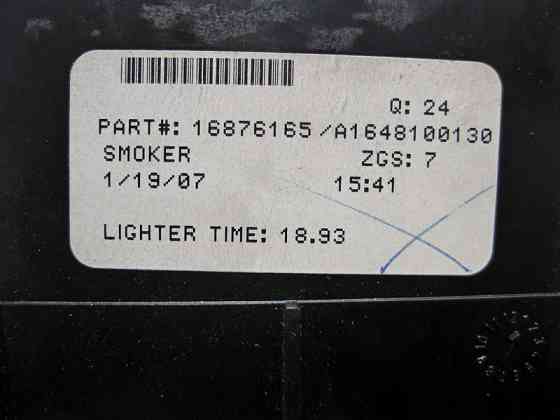 Q: 24
PART#: 16876165/A1648100130
SMOKER ZGS: 7
1/19/07 15:41
LIGHTER TIME: 18.93